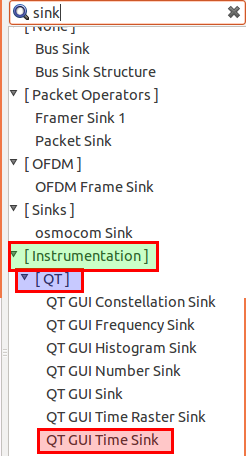 sink
[ None ]
Bus Sink
Bus Sink Structure
[ Packet Operators ]
Framer Sink 1
Packet Sink
[ OFDM ]
OFDM Frame Sink
[ Sinks ]
osmocom Sink
[ Instrumentation ]
[ QT ]
QT GUI Constellation Sink
QT GUI Frequency Sink
QT GUI Histogram Sink
QT GUI Number Sink
QT GUI Sink
QT GUI Time Raster Sink
QT GUI Time Sink